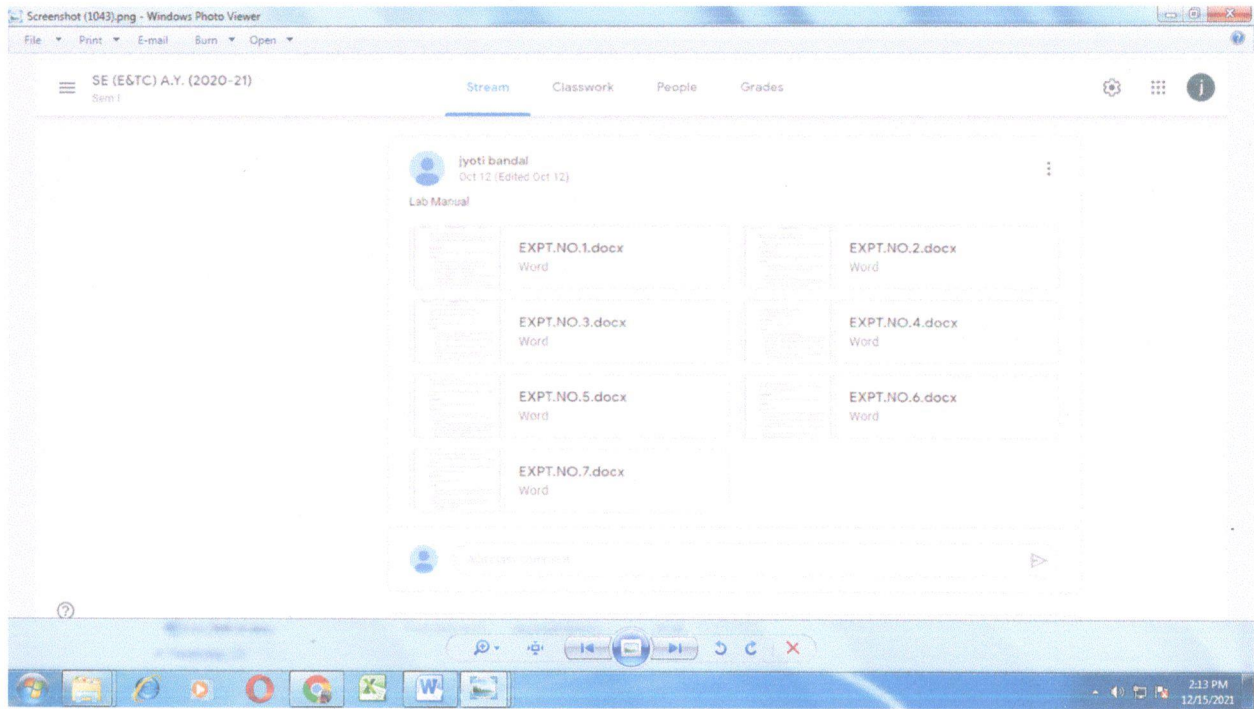 Screenshot (1043).png - Windows Photo Viewer
File Print E-mail Burn Open
SE (E&TC) A.Y. (2020-21)
Sem I
Stream Classwork People Grades
j
jyoti bandal
Oct 12 (Edited Oct 12)
Lab Manual
EXPT.NO.1.docx
Word
EXPT.NO.2.docx
Word
EXPT.NO.3.docx
Word
EXPT.NO.4.docx
Word
EXPT.NO.5.docx
Word
EXPT.NO.6.docx
Word
EXPT.NO.7.docx
Word
2:13 PM
12/15/2021